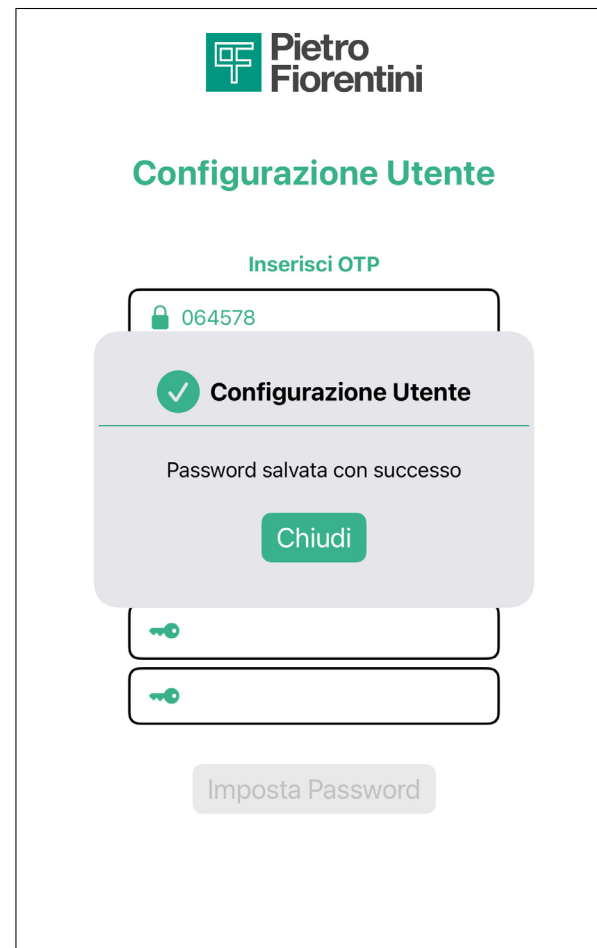 Pietro
Fiorentini
Configurazione Utente
Inserisci OTP
064578
Configurazione Utente
Password salvata con successo
Chiudi
Imposta Password